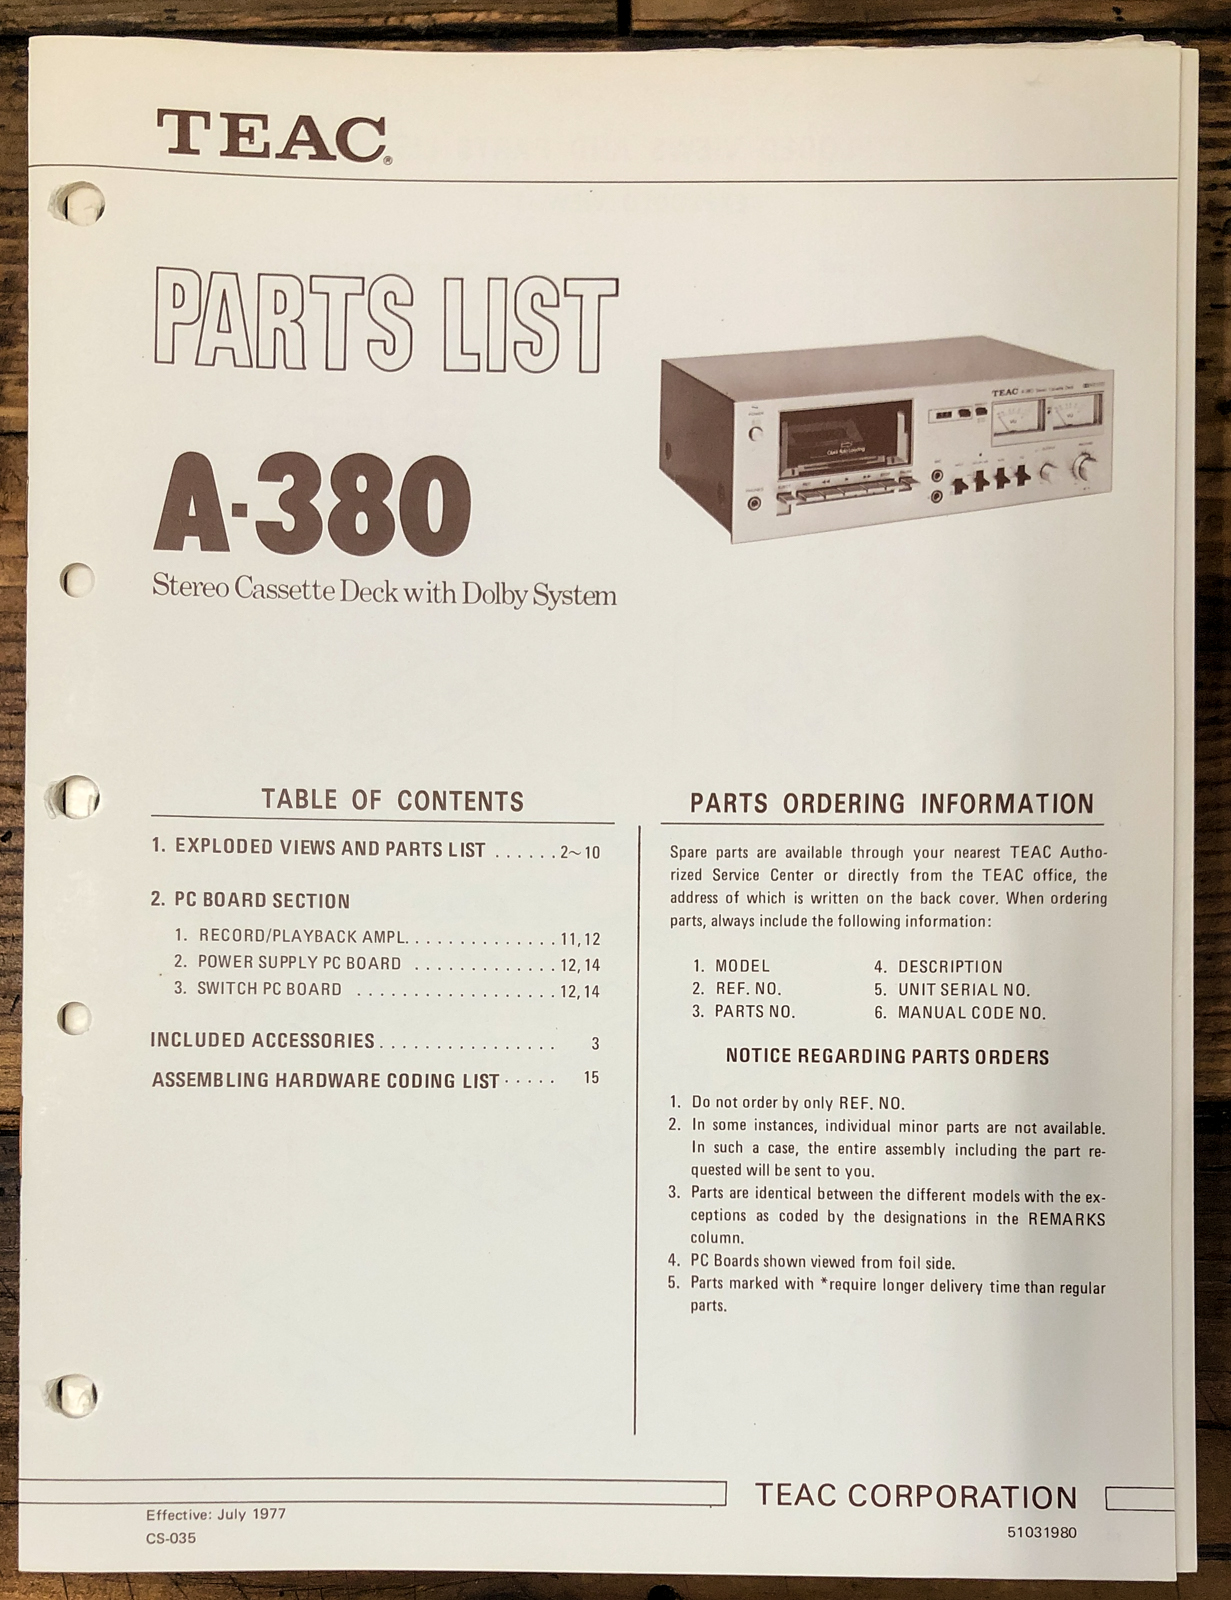 TEAC®
PARTS LIST
A-380
Stereo Cassette Deck with Dolby System
TEAC A-380 Stereo Cassette Deck
TABLE OF CONTENTS
1. EXPLODED VIEWS AND PARTS LIST ...... 2~10
2. PC BOARD SECTION
1. RECORD/PLAYBACK AMPL. ............. 11,12
2. POWER SUPPLY PC BOARD ............. 12,14
3. SWITCH PC BOARD .................. 12,14
INCLUDED ACCESSORIES ................ 3
ASSEMBLING HARDWARE CODING LIST ..... 15
PARTS ORDERING INFORMATION
Spare parts are available through your nearest TEAC Autho-
rized Service Center or directly from the TEAC office, the
address of which is written on the back cover. When ordering
parts, always include the following information:
1. MODEL
2. REF. NO.
3. PARTS NO.
4. DESCRIPTION
5. UNIT SERIAL NO.
6. MANUAL CODE NO.
NOTICE REGARDING PARTS ORDERS
1. Do not order by only REF. NO.
2. In some instances, individual minor parts are not available.
In such a case, the entire assembly including the part re-
quested will be sent to you.
3. Parts are identical between the different models with the ex-
ceptions as coded by the designations in the REMARKS
column.
4. PC Boards shown viewed from foil side.
5. Parts marked with *require longer delivery time than regular
parts.
Effective: July 1977
CS-035
TEAC CORPORATION
51031980